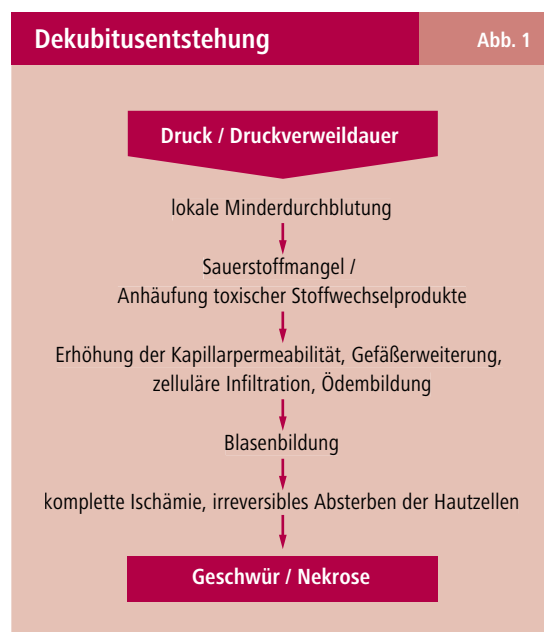 Dekubitusentstehung
Abb. 1
Druck / Druckverweildauer
lokale Minderdurchblutung
Sauerstoffmangel /
Anhäufung toxischer Stoffwechselprodukte
Erhöhung der Kapillarpermeabilität, Gefäßerweiterung,
zelluläre Infiltration, Ödembildung
Blasenbildung
komplette Ischämie, irreversibles Absterben der Hautzellen
Geschwür / Nekrose